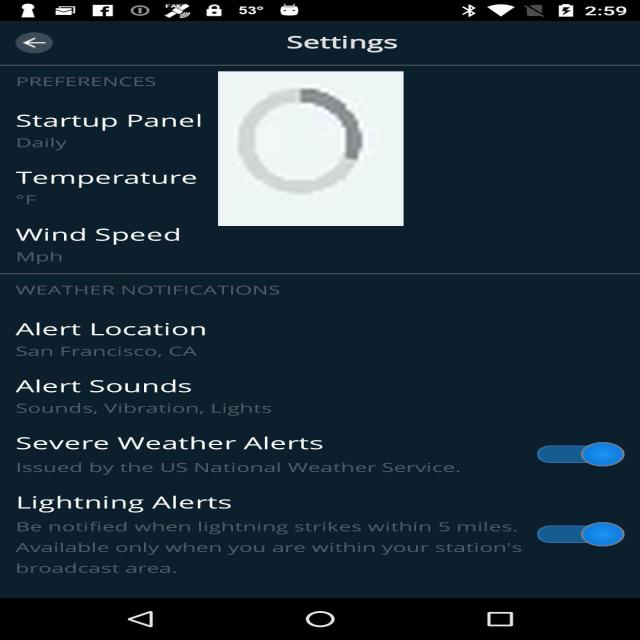 53° 2:59
Settings
PREFERENCES
Startup Panel
Daily
Temperature
°F
Wind Speed
Mph
WEATHER NOTIFICATIONS
Alert Location
San Francisco, CA
Alert Sounds
Sounds, Vibration, Lights
Severe Weather Alerts
Issued by the US National Weather Service.
Lightning Alerts
Be notified when lightning strikes within 5 miles.
Available only when you are within your station's
broadcast area.